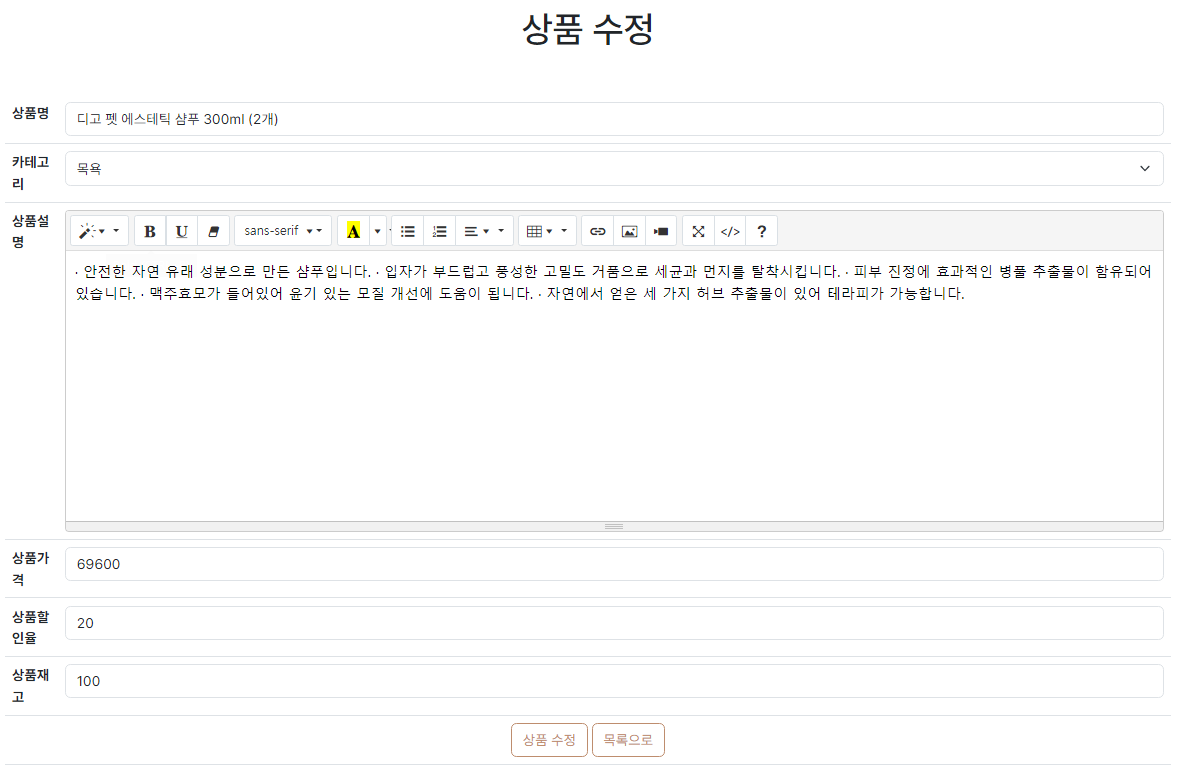 상품 수정
상품명
디고 펫 에스테틱 샴푸 300ml (2개)
카테고
리
목욕
상품설
명
B U sans-serif A </> ?
· 안전한 자연 유래 성분으로 만든 샴푸입니다. · 입자가 부드럽고 풍성한 고밀도 거품으로 세균과 먼지를 탈착시킵니다. · 피부 진정에 효과적인 병풀 추출물이 함유되어
있습니다. · 맥주효모가 들어있어 윤기 있는 모질 개선에 도움이 됩니다. · 자연에서 얻은 세 가지 허브 추출물이 있어 테라피가 가능합니다.
상품가
격
69600
상품할
인율
20
상품재
고
100
상품 수정 목록으로